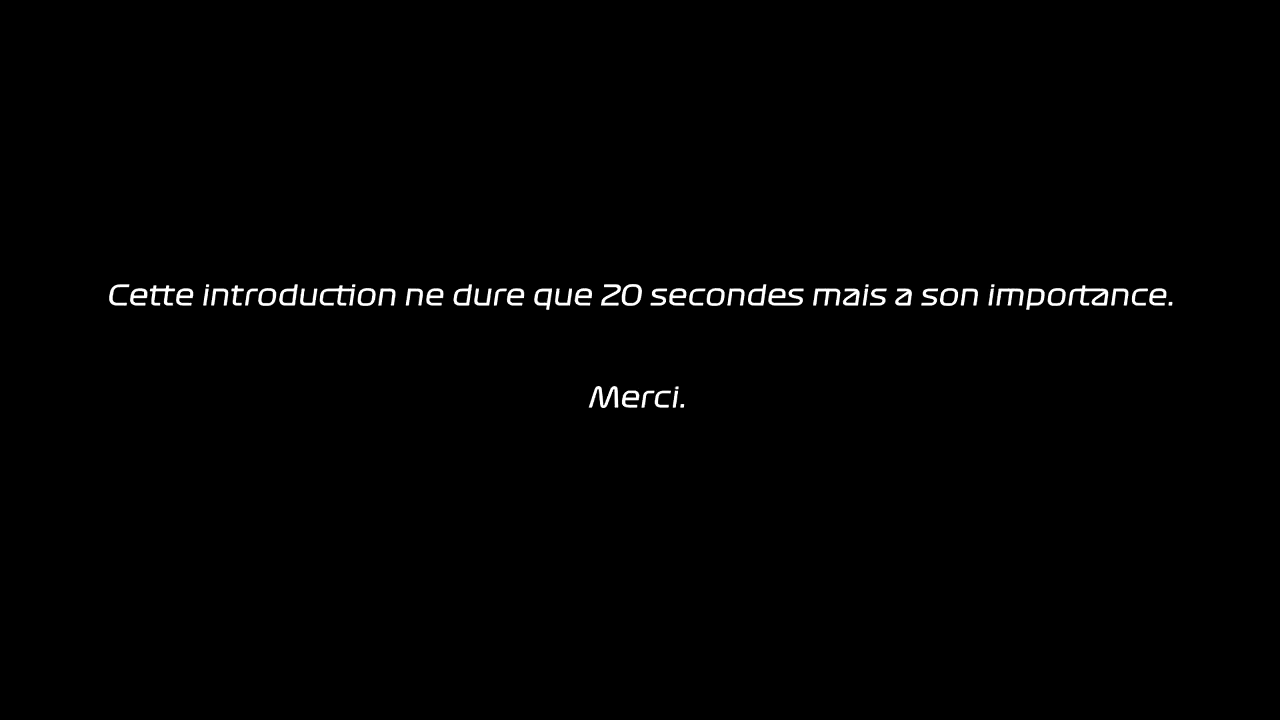 Cette introduction ne dure que 20 secondes mais a son importance.
Merci.